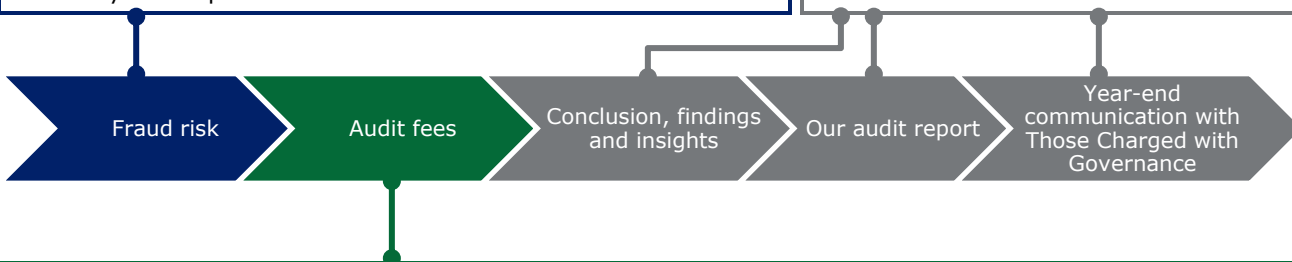 Fraud risk
Audit fees
Conclusion, findings
and insights
Our audit report
Year-end
communication with
Those Charged with
Governance